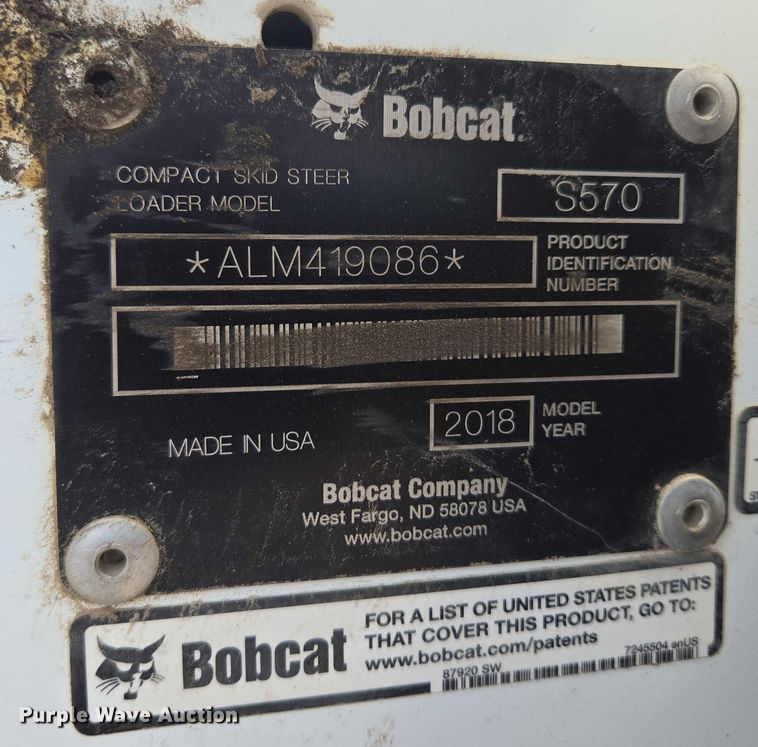 Bobcat
COMPACT SKID STEER
LOADER MODEL
S570
*ALM419086*
PRODUCT
IDENTIFICATION
NUMBER
MADE IN USA
2018
MODEL
YEAR
Bobcat Company
West Fargo, ND 58078 USA
www.bobcat.com
Bobcat
FOR A LIST OF UNITED STATES PATENTS
THAT COVER THIS PRODUCT, GO TO:
www.bobcat.com/patents
7245504 enUS
87920 SW
Purple Wave Auction